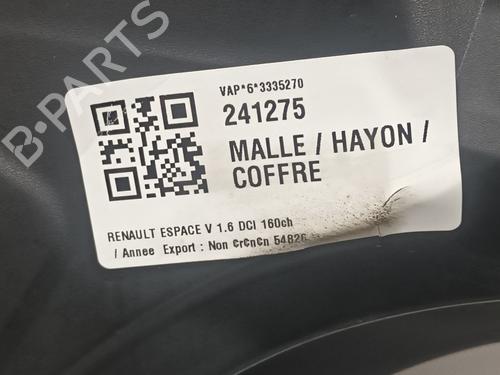 B-PARTS
VAP*6*3335270
241275
MALLE / HAYON /
COFFRE
RENAULT ESPACE V 1.6 DCI 160ch
/ Annee Export : Non ¢r¢n¢n 54826